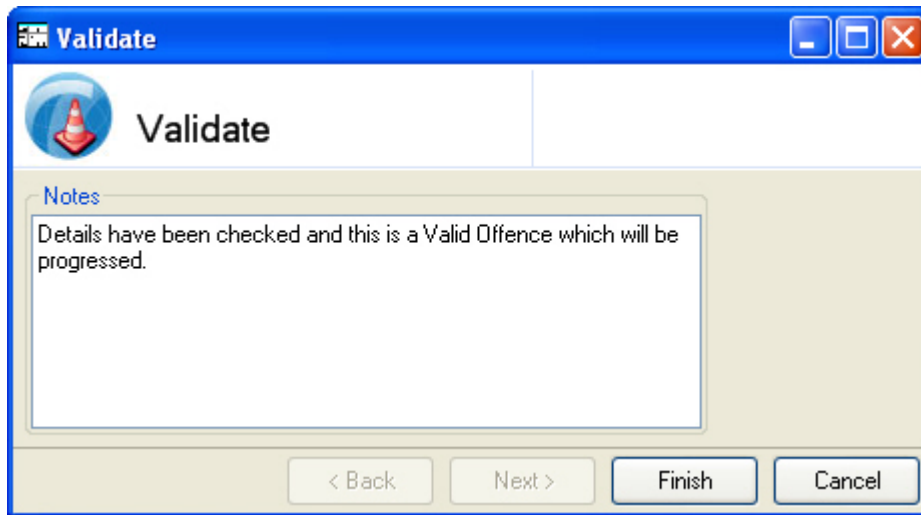 Validate
Validate
Notes
Details have been checked and this is a Valid Offence which will be
progressed.
< Back
Next >
Finish
Cancel